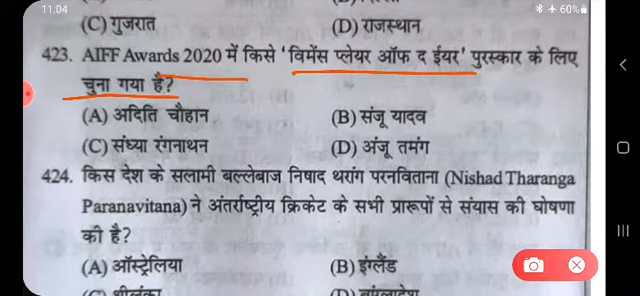 11:04
60%
(C) गुजरात (D) राजस्थान
423. AIFF Awards 2020 में किसे ‘विमेंस प्लेयर ऑफ द ईयर’ पुरस्कार के लिए
चुना गया है?
(A) अदिति चौहान (B) संजू यादव
(C) संध्या रंगनाथन (D) अंजू तमंग
424. किस देश के सलामी बल्लेबाज निषाद थरांग परनविताना (Nishad Tharanga
Paranavitana) ने अंतर्राष्ट्रीय क्रिकेट के सभी प्रारूपों से संयास की घोषणा
की है?
(A) ऑस्ट्रेलिया (B) इंग्लैंड
(C) श्रीलंका (D) बांग्लादेश